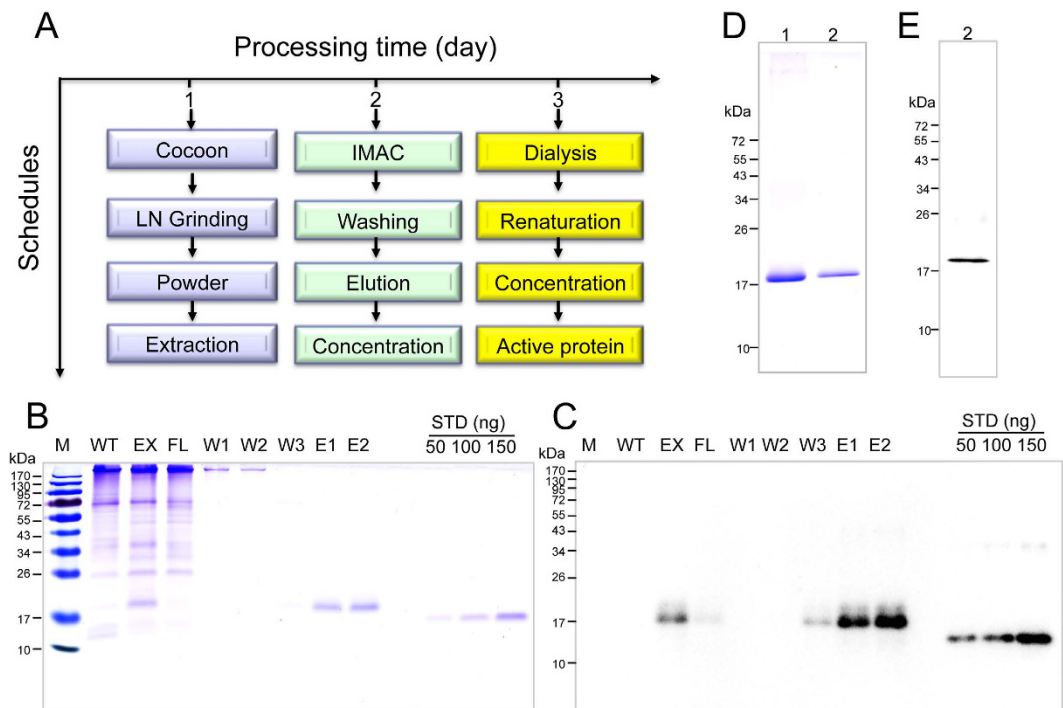 A
Processing time (day)
Schedules
1 2 3
Cocoon IMAC Dialysis
LN Grinding Washing Renaturation
Powder Elution Concentration
Extraction Concentration Active protein
D
1 2
kDa
72
55
43
34
26
17
10
E
2
kDa
72
55
43
34
26
17
10
B
STD (ng)
M WT EX FL W1 W2 W3 E1 E2 50 100 150
kDa
170
130
95
72
55
43
34
26
17
10
C
STD (ng)
M WT EX FL W1 W2 W3 E1 E2 50 100 150
kDa
170
130
95
72
55
43
34
26
17
10